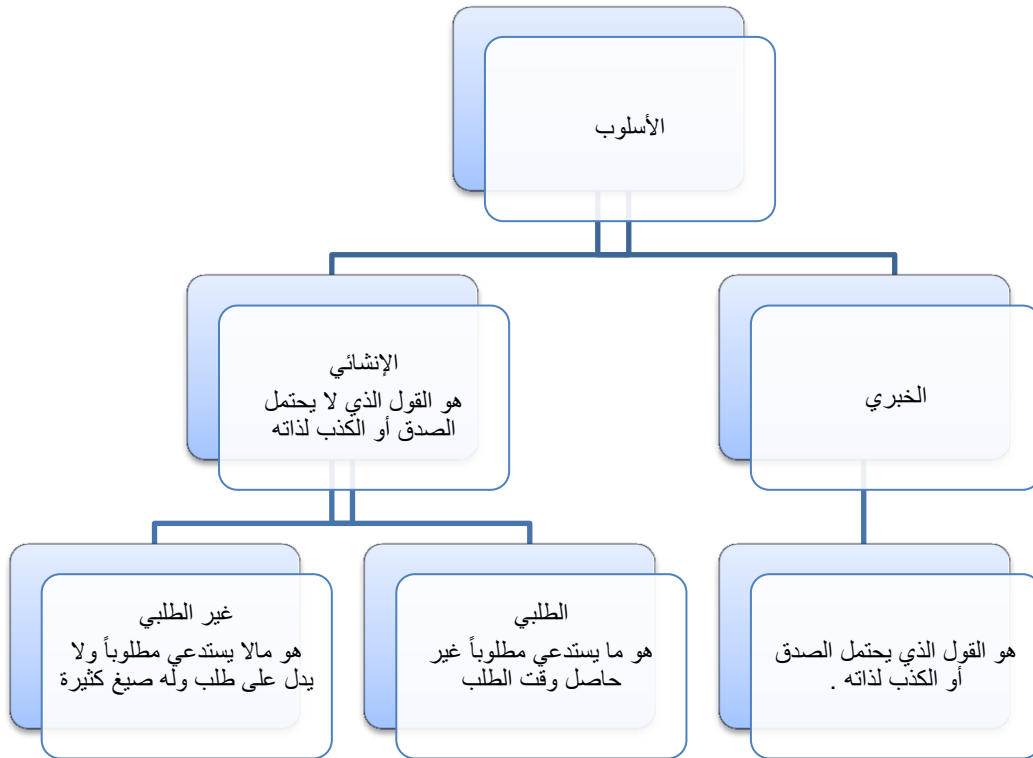 الأسلوب
الخبري
هو القول الذي يحتمل الصدق
أو الكذب لذاته .
الإنشائي
هو القول الذي لا يحتمل
الصدق أو الكذب لذاته
الطلبي
هو ما يستدعي مطلوباً غير
حاصل وقت الطلب
غير الطلبي
هو مالا يستدعي مطلوباً ولا
يدل على طلب وله صيغ كثيرة